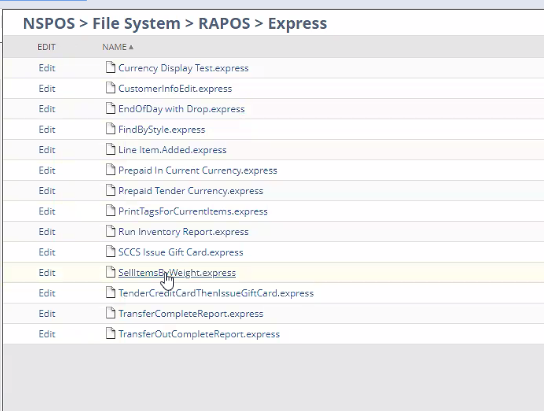 NSPOS > File System > RAPOS > Express
EDIT NAME ▲
Edit Currency Display Test.express
Edit CustomerInfoEdit.express
Edit EndOfDay with Drop.express
Edit FindByStyle.express
Edit Line Item.Added.express
Edit Prepaid In Current Currency.express
Edit Prepaid Tender Currency.express
Edit PrintTagsForCurrentItems.express
Edit Run Inventory Report.express
Edit SCCS Issue Gift Card.express
Edit SellItemsByWeight.express
Edit TenderCreditCardThenIssueGiftCard.express
Edit TransferCompleteReport.express
Edit TransferOutCompleteReport.express